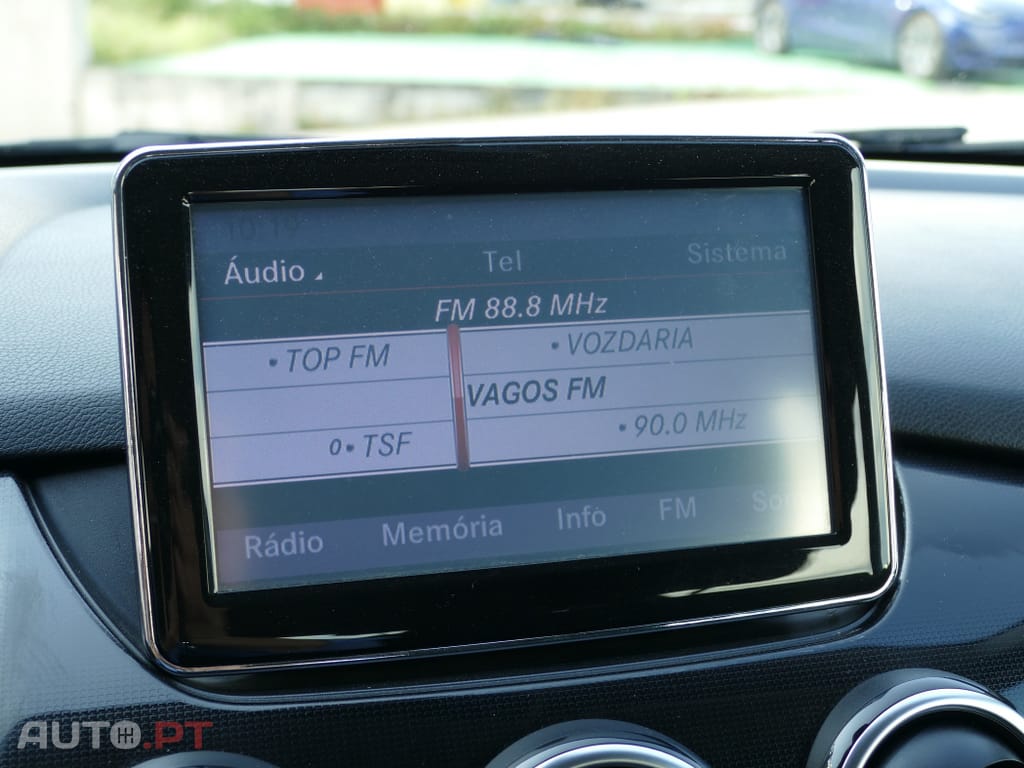 Áudio Tel Sistema
FM 88.8 MHz
• TOP FM • VOZDARIA
VAGOS FM
0• TSF • 90.0 MHz
Rádio Memória Info FM
AUTO.PT